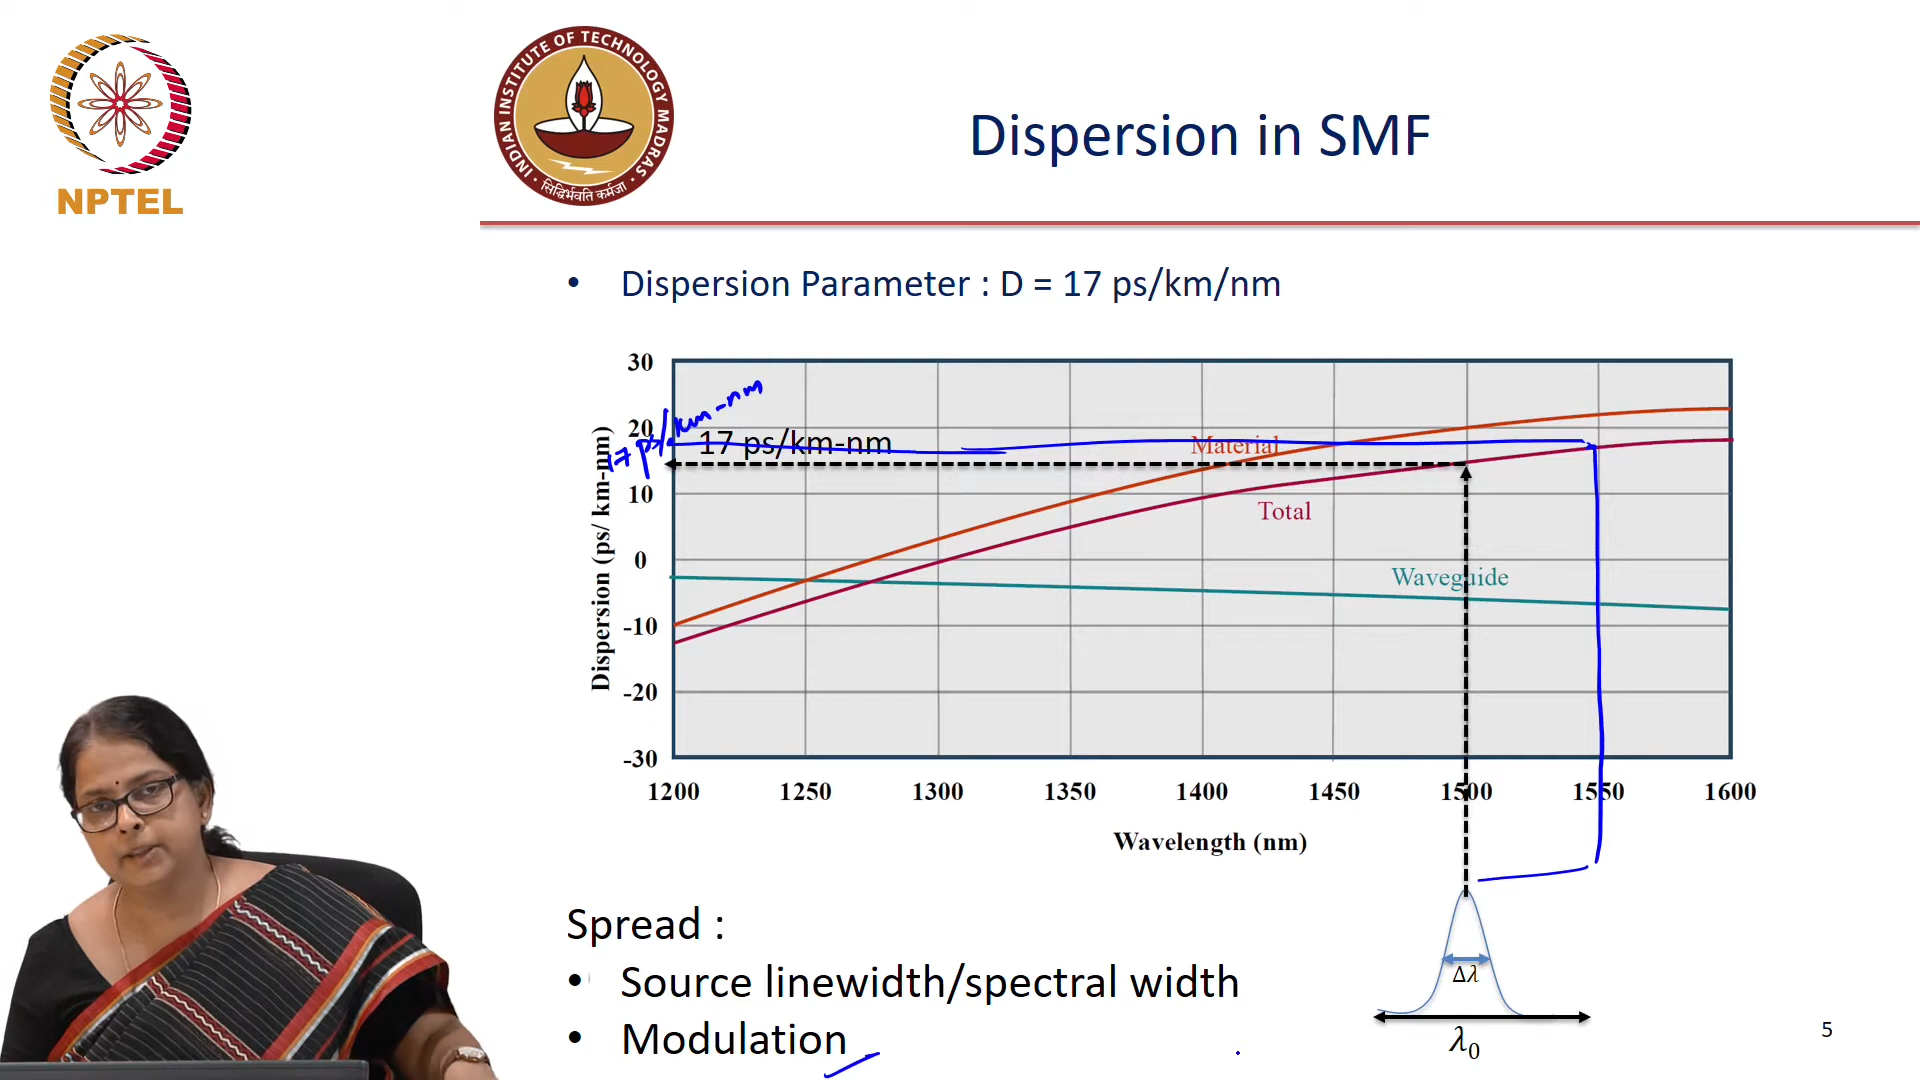 NPTEL
INDIAN INSTITUTE OF TECHNOLOGY MADRAS
सिद्धिर्भवति कर्मजा
Dispersion in SMF
• Dispersion Parameter : D = 17 ps/km/nm
17 ps/km-nm
17 ps/km-nm
Dispersion (ps/ km-nm)
30
20
10
0
-10
-20
-30
Material
Total
Waveguide
1200 1250 1300 1350 1400 1450 1500 1550 1600
Wavelength (nm)
Spread :
• Source linewidth/spectral width
• Modulation
Δλ
λ0
5